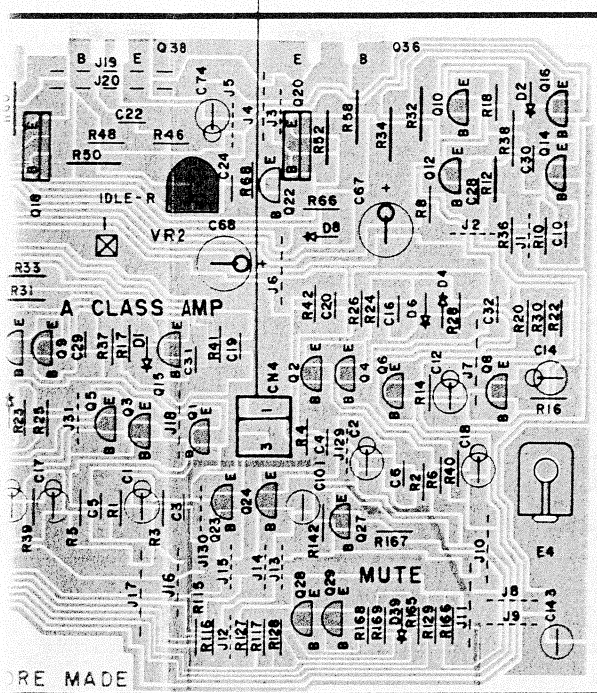 B J19 E Q38 E B Q36
J20
C74 J5 J4 J3 Q20 R58 R32 Q10 E R18 D2 Q16 E
C22 E R52 R34 B R38 Q14 B
R48 R46 E
R50 C24 R68 E B C67 Q12 E C28 R12 C30
B Q18 IDLE-R Q22 B R66 + R8 B B
VR2 C68 D8 J2 R36 J1 R10 C10
+
R33 J6
R31
A CLASS AMP R42 C20 R26 R24 C16 D6 D4 R28 C32 R20 R30 R22
E E Q9 C29 R37 R17 D1 E C31 R41 C19
B B Q15 B CN4 Q2 E B E Q4 Q6 E C12 J7 Q8 E C14
R23 R25 J31 Q5 E Q3 E J18 Q1 E 1 B R14 B R16
B B B 3 R4 C4 J129 C2 C18
C17 C1 C101 C6 R2 R6 R40
C5 R1 C3 E Q24 E
R39 R5 R3 J130 Q23 B B R142 E Q27 B R167 J10 E4
J17 J16 R115 J15 J14 J13 MUTE
Q28 Q29 J8
E E J9 C143
R116 J12 R127 R117 R128 B B R168 R169 D39 R165 R129 R166 J11
ORE MADE